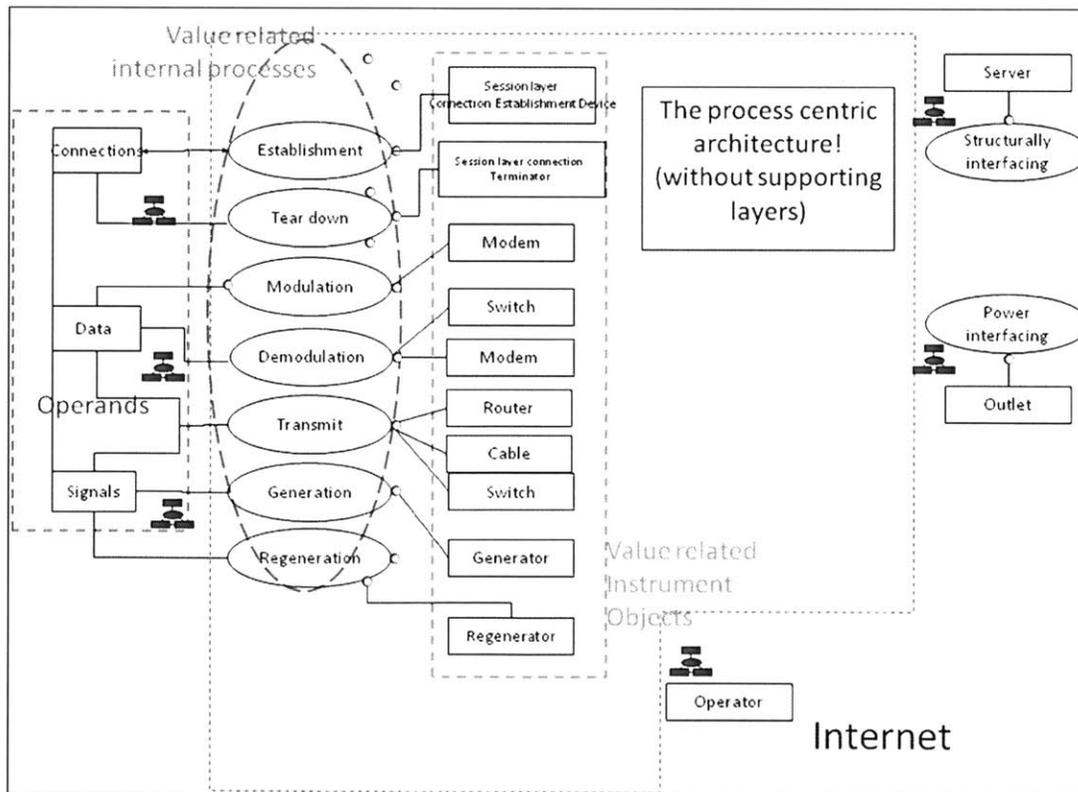 Value related
internal processes
Session layer
Connection Establishment Device
The process centric
architecture!
(without supporting
layers)
Server
Structurally
interfacing
Connections
Establishment
Session layer connection
Terminator
Tear down
Modem
Modulation
Data
Switch
Demodulation
Modem
Power
interfacing
Operands
Transmit
Router
Cable
Outlet
Signals
Generation
Switch
Regeneration
Generator
Value related
Instrument
Objects
Regenerator
Operator
Internet